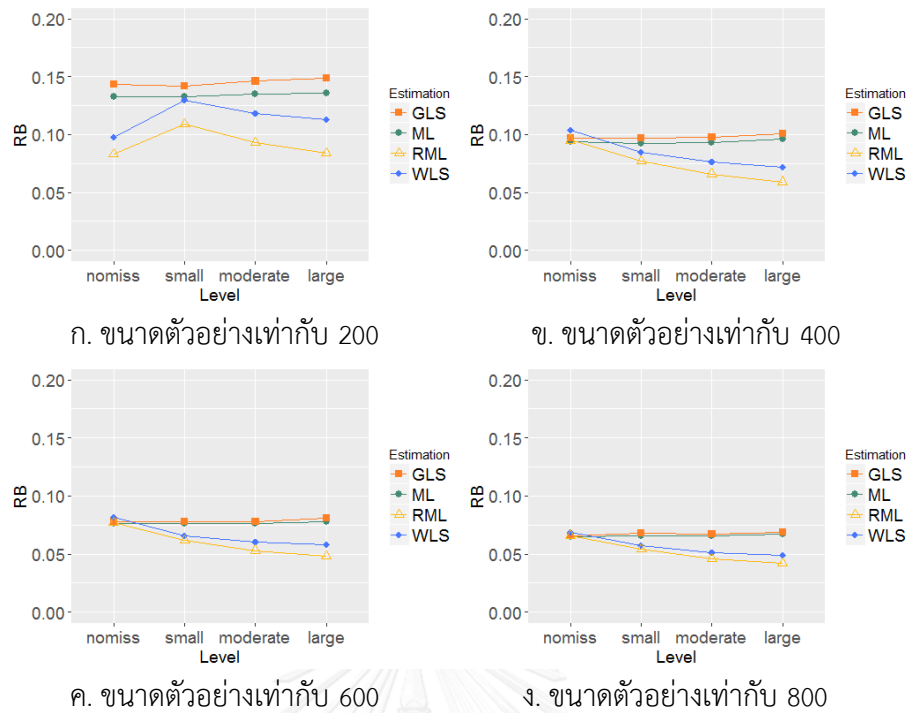 0.20
0.15
0.10
0.05
0.00
RB
nomiss small moderate large
Level
Estimation
GLS
ML
RML
WLS
ก. ขนาดตัวอย่างเท่ากับ 200
0.20
0.15
0.10
0.05
0.00
RB
nomiss small moderate large
Level
Estimation
GLS
ML
RML
WLS
ข. ขนาดตัวอย่างเท่ากับ 400
0.20
0.15
0.10
0.05
0.00
RB
nomiss small moderate large
Level
Estimation
GLS
ML
RML
WLS
ค. ขนาดตัวอย่างเท่ากับ 600
0.20
0.15
0.10
0.05
0.00
RB
nomiss small moderate large
Level
Estimation
GLS
ML
RML
WLS
ง. ขนาดตัวอย่างเท่ากับ 800